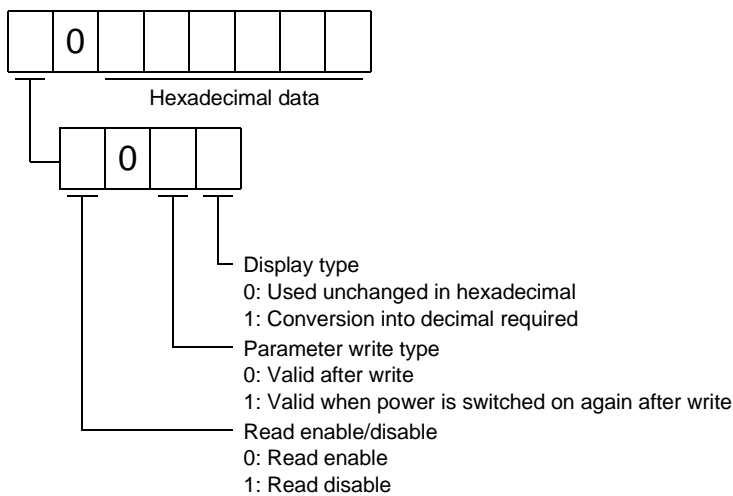 0
Hexadecimal data
0
Display type
0: Used unchanged in hexadecimal
1: Conversion into decimal required
Parameter write type
0: Valid after write
1: Valid when power is switched on again after write
Read enable/disable
0: Read enable
1: Read disable